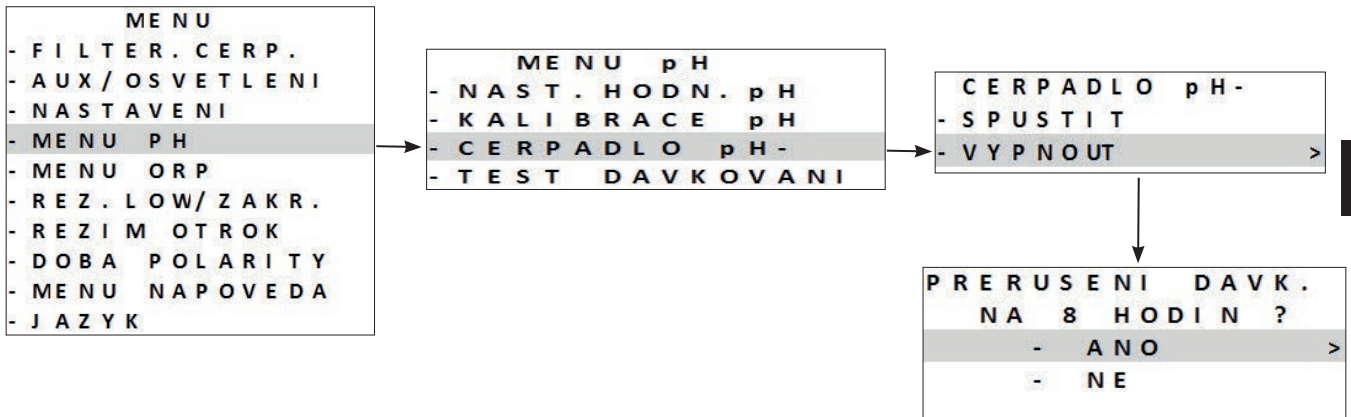 MENU
- FILTER. CERP.
- AUX/OSVETLENI
- NASTAVENI
- MENU PH
- MENU ORP
- REZ. LOW/ZAKR.
- REZIM OTROK
- DOBA POLARITY
- MENU NAPOVEDA
- JAZYK
MENU pH
- NAST. HODN. pH
- KALIBRACE pH
- CERPADLO pH-
- TEST DAVKOVANI
CERPADLO pH-
- SPUSTIT
- VYPNOUT >
PRERUSENI DAVK.
NA 8 HODIN ?
- ANO >
- NE